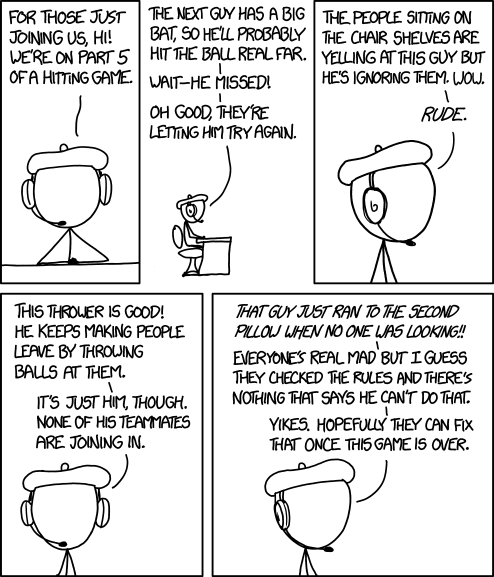 FOR THOSE JUST
JOINING US, HI!
WE'RE ON PART 5
OF A HITTING GAME.
THE NEXT GUY HAS A BIG
BAT, SO HE'LL PROBABLY
HIT THE BALL REAL FAR.
WAIT—HE MISSED!
OH GOOD, THEY'RE
LETTING HIM TRY AGAIN.
THE PEOPLE SITTING ON
THE CHAIR SHELVES ARE
YELLING AT THIS GUY BUT
HE'S IGNORING THEM. WOW.
RUDE.
THIS THROWER IS GOOD!
HE KEEPS MAKING PEOPLE
LEAVE BY THROWING
BALLS AT THEM.
IT'S JUST HIM, THOUGH.
NONE OF HIS TEAMMATES
ARE JOINING IN.
THAT GUY JUST RAN TO THE SECOND
PILLOW WHEN NO ONE WAS LOOKING!!
EVERYONE'S REAL MAD BUT I GUESS
THEY CHECKED THE RULES AND THERE'S
NOTHING THAT SAYS HE CAN'T DO THAT.
YIKES. HOPEFULLY THEY CAN FIX
THAT ONCE THIS GAME IS OVER.